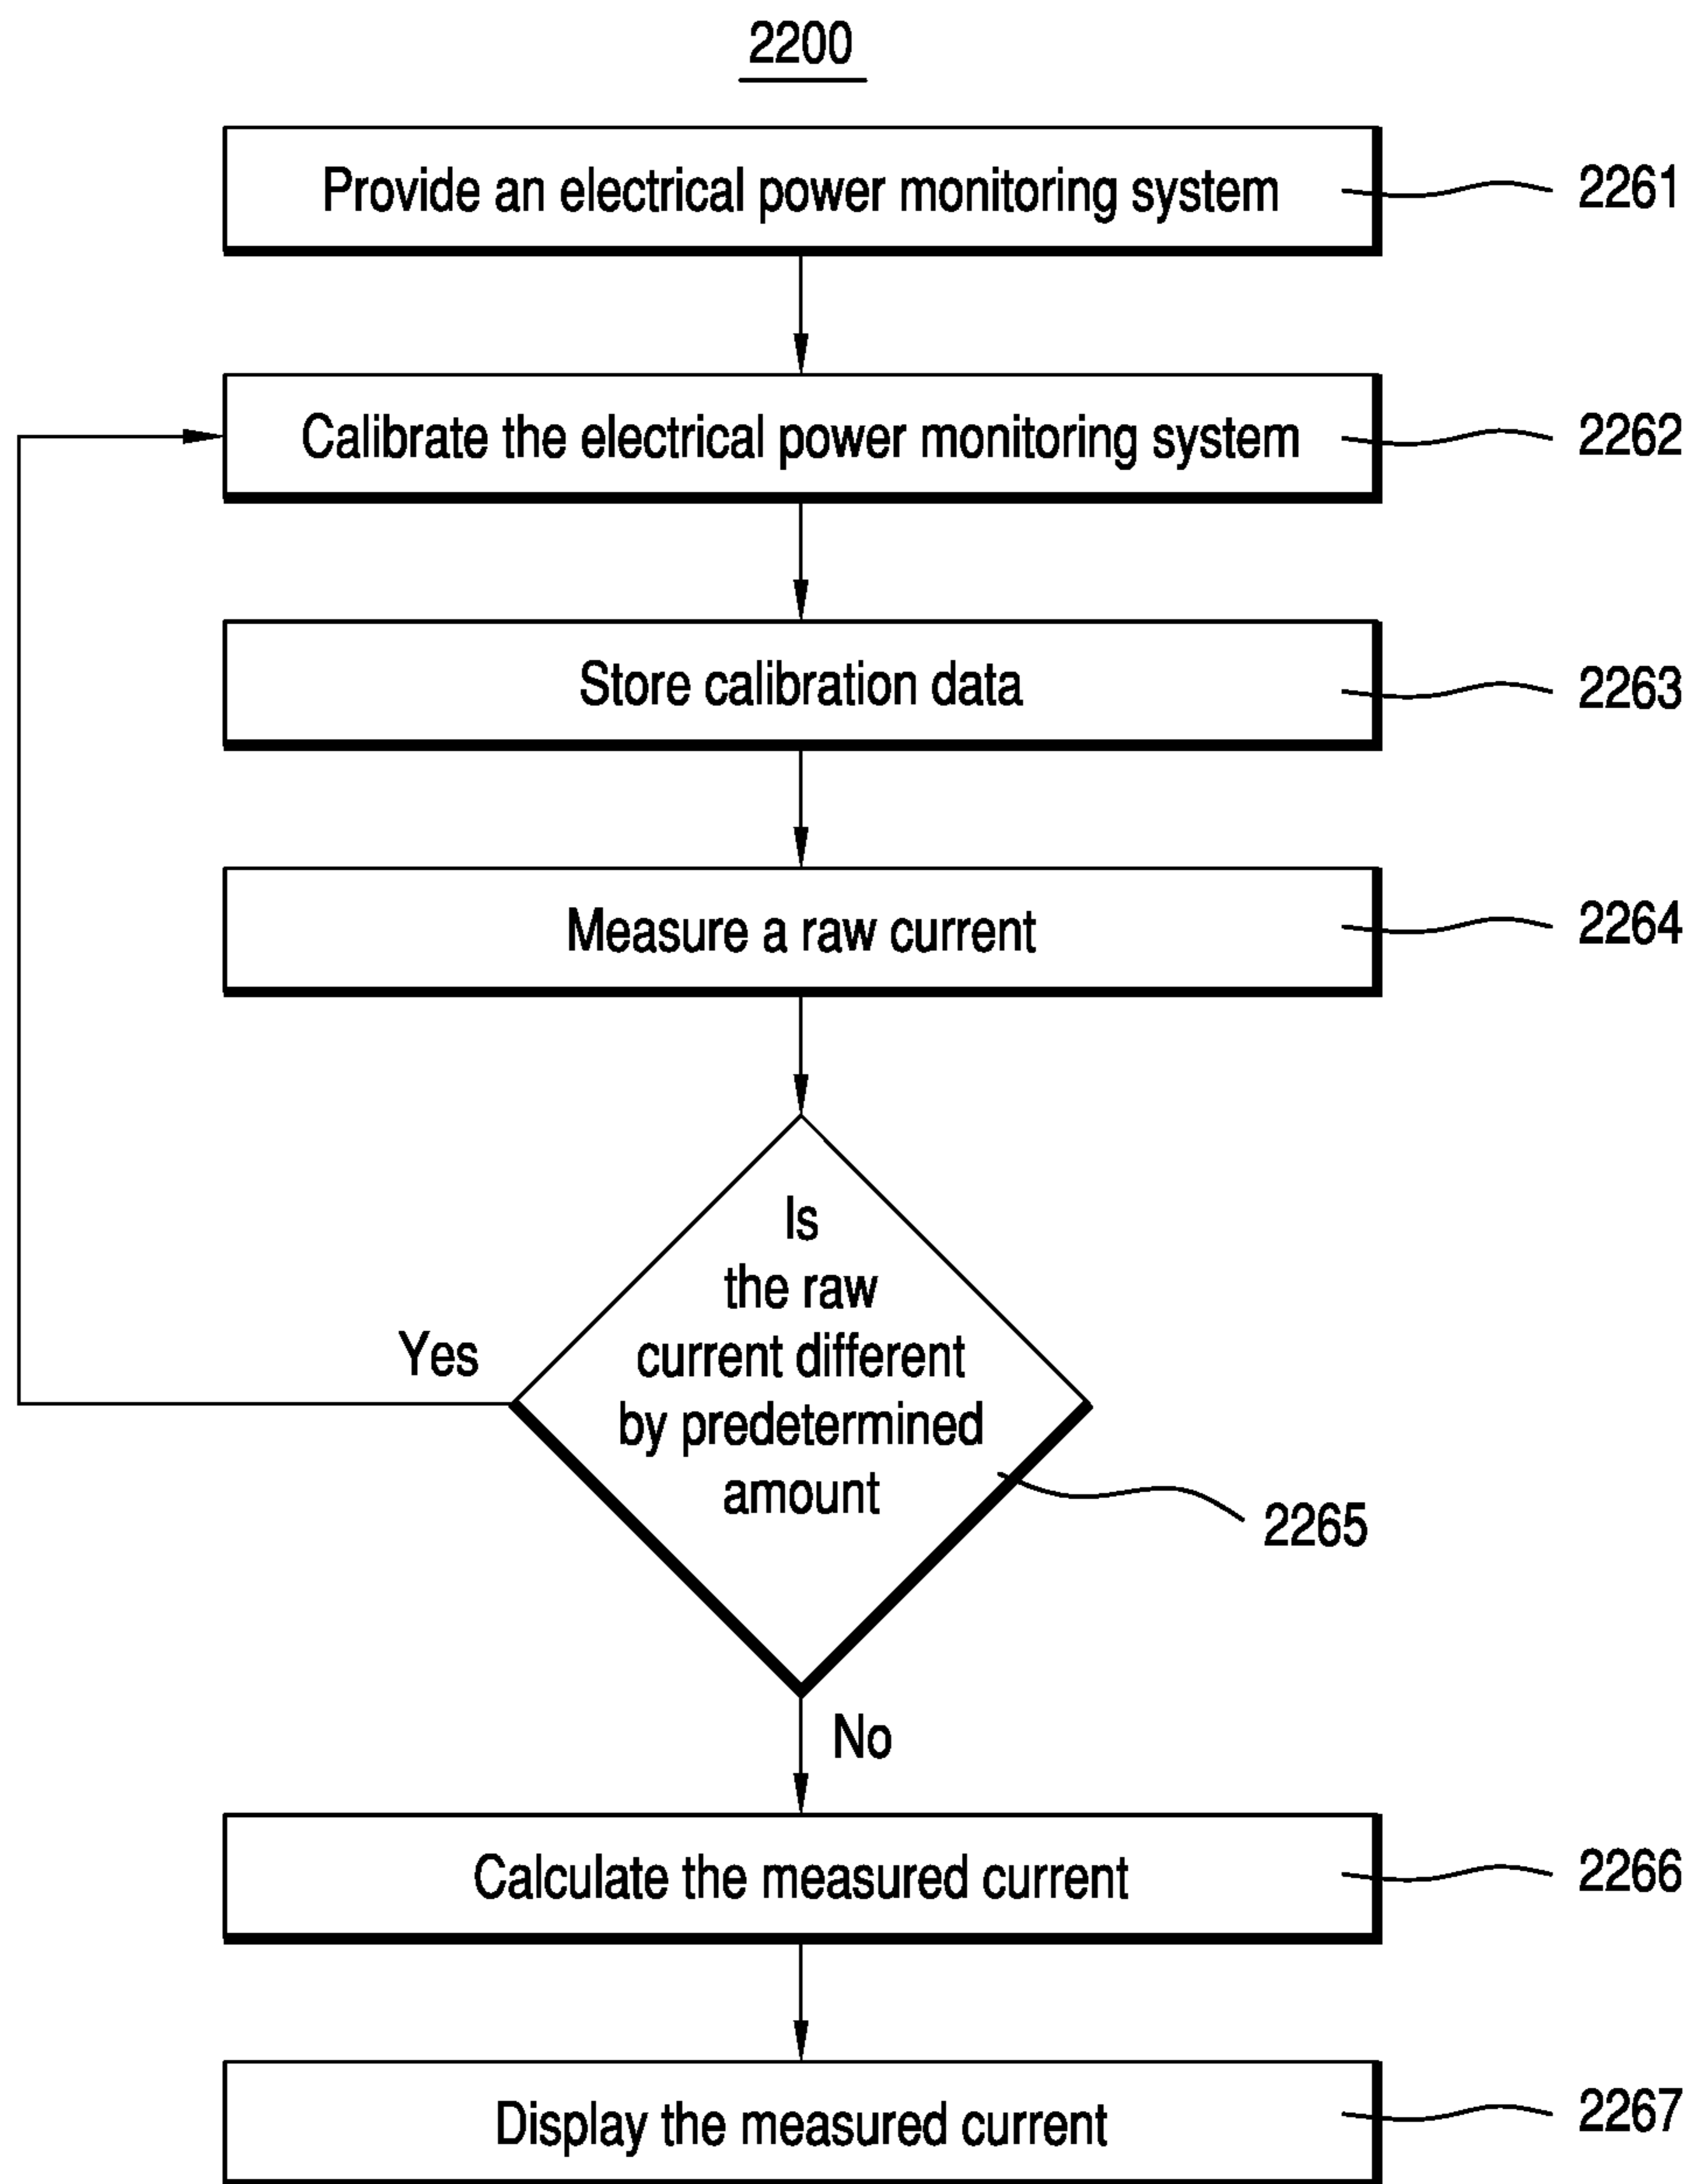 2200
Provide an electrical power monitoring system
2261
Calibrate the electrical power monitoring system
2262
Store calibration data
2263
Measure a raw current
2264
Is
the raw
current different
by predetermined
amount
Yes
2265
No
Calculate the measured current
2266
Display the measured current
2267